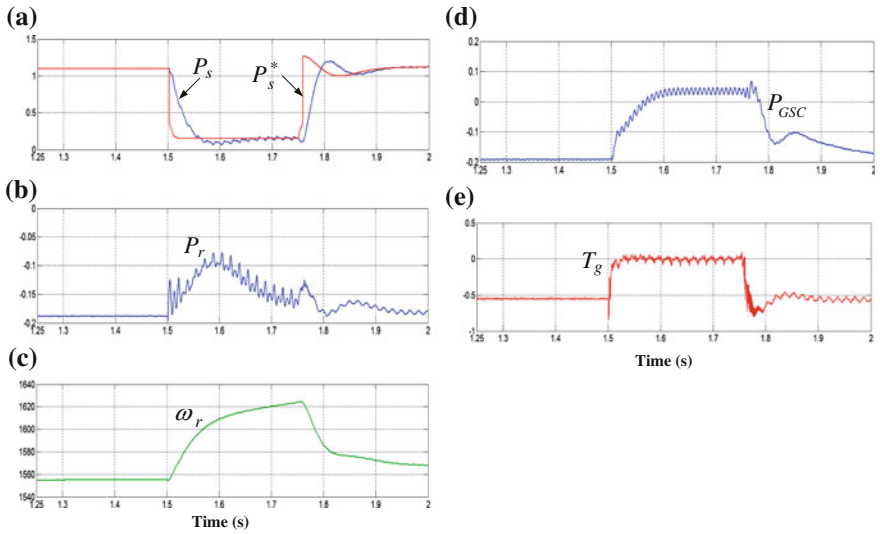 (a)
1.5
1
0.5
0
P_s
P_s^*
1.25 1.3 1.4 1.5 1.6 1.7 1.8 1.9 2
(b)
0
-0.05
-0.1
-0.15
-0.2
P_r
1.25 1.3 1.4 1.5 1.6 1.7 1.8 1.9 2
(c)
1640
1620
1600
1580
1560
1540
ω_r
1.25 1.3 1.4 1.5 1.6 1.7 1.8 1.9 2
Time (s)
(d)
0.2
0.1
0
-0.1
-0.2
P_GSC
1.25 1.3 1.4 1.5 1.6 1.7 1.8 1.9 2
(e)
0.5
0
-0.5
-1
T_g
1.25 1.3 1.4 1.5 1.6 1.7 1.8 1.9 2
Time (s)